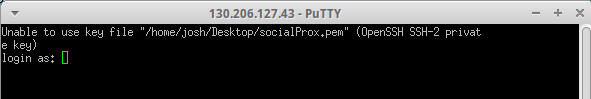 130.206.127.43 - PuTTY
Unable to use key file "/home/josh/Desktop/socialProx.pem" (OpenSSH SSH-2 privat
e key)
login as: